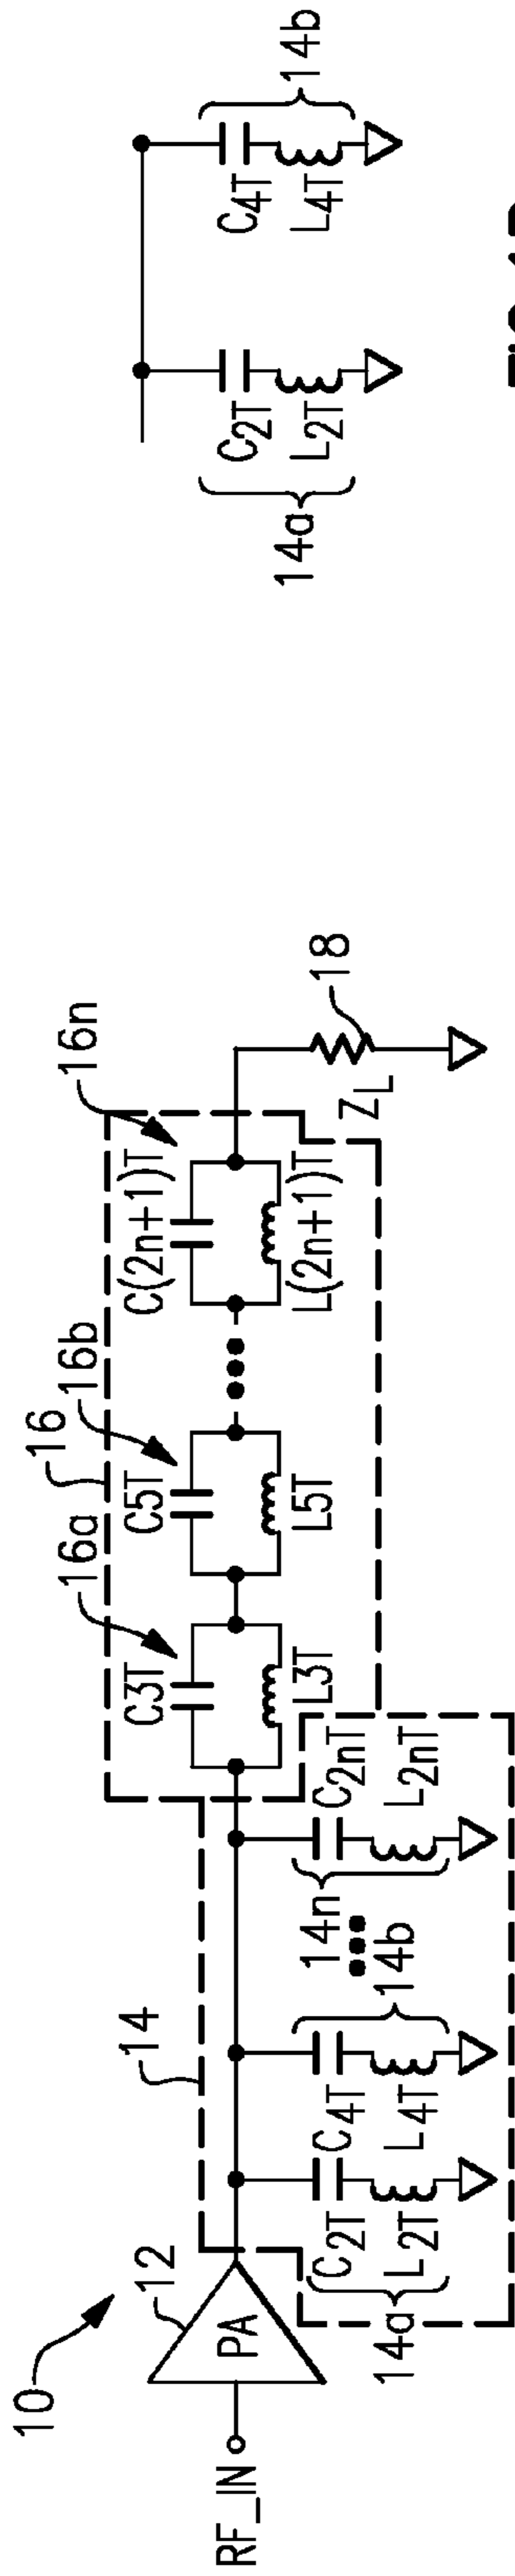 10
12
PA
RF_IN
14
14a
C2T
L2T
C4T
L4T
14b
14n
C2nT
L2nT
16
16a
C3T
L3T
16b
C5T
L5T
16n
C(2n+1)T
L(2n+1)T
ZL
18
14a
C2T
L2T
C4T
L4T
14b